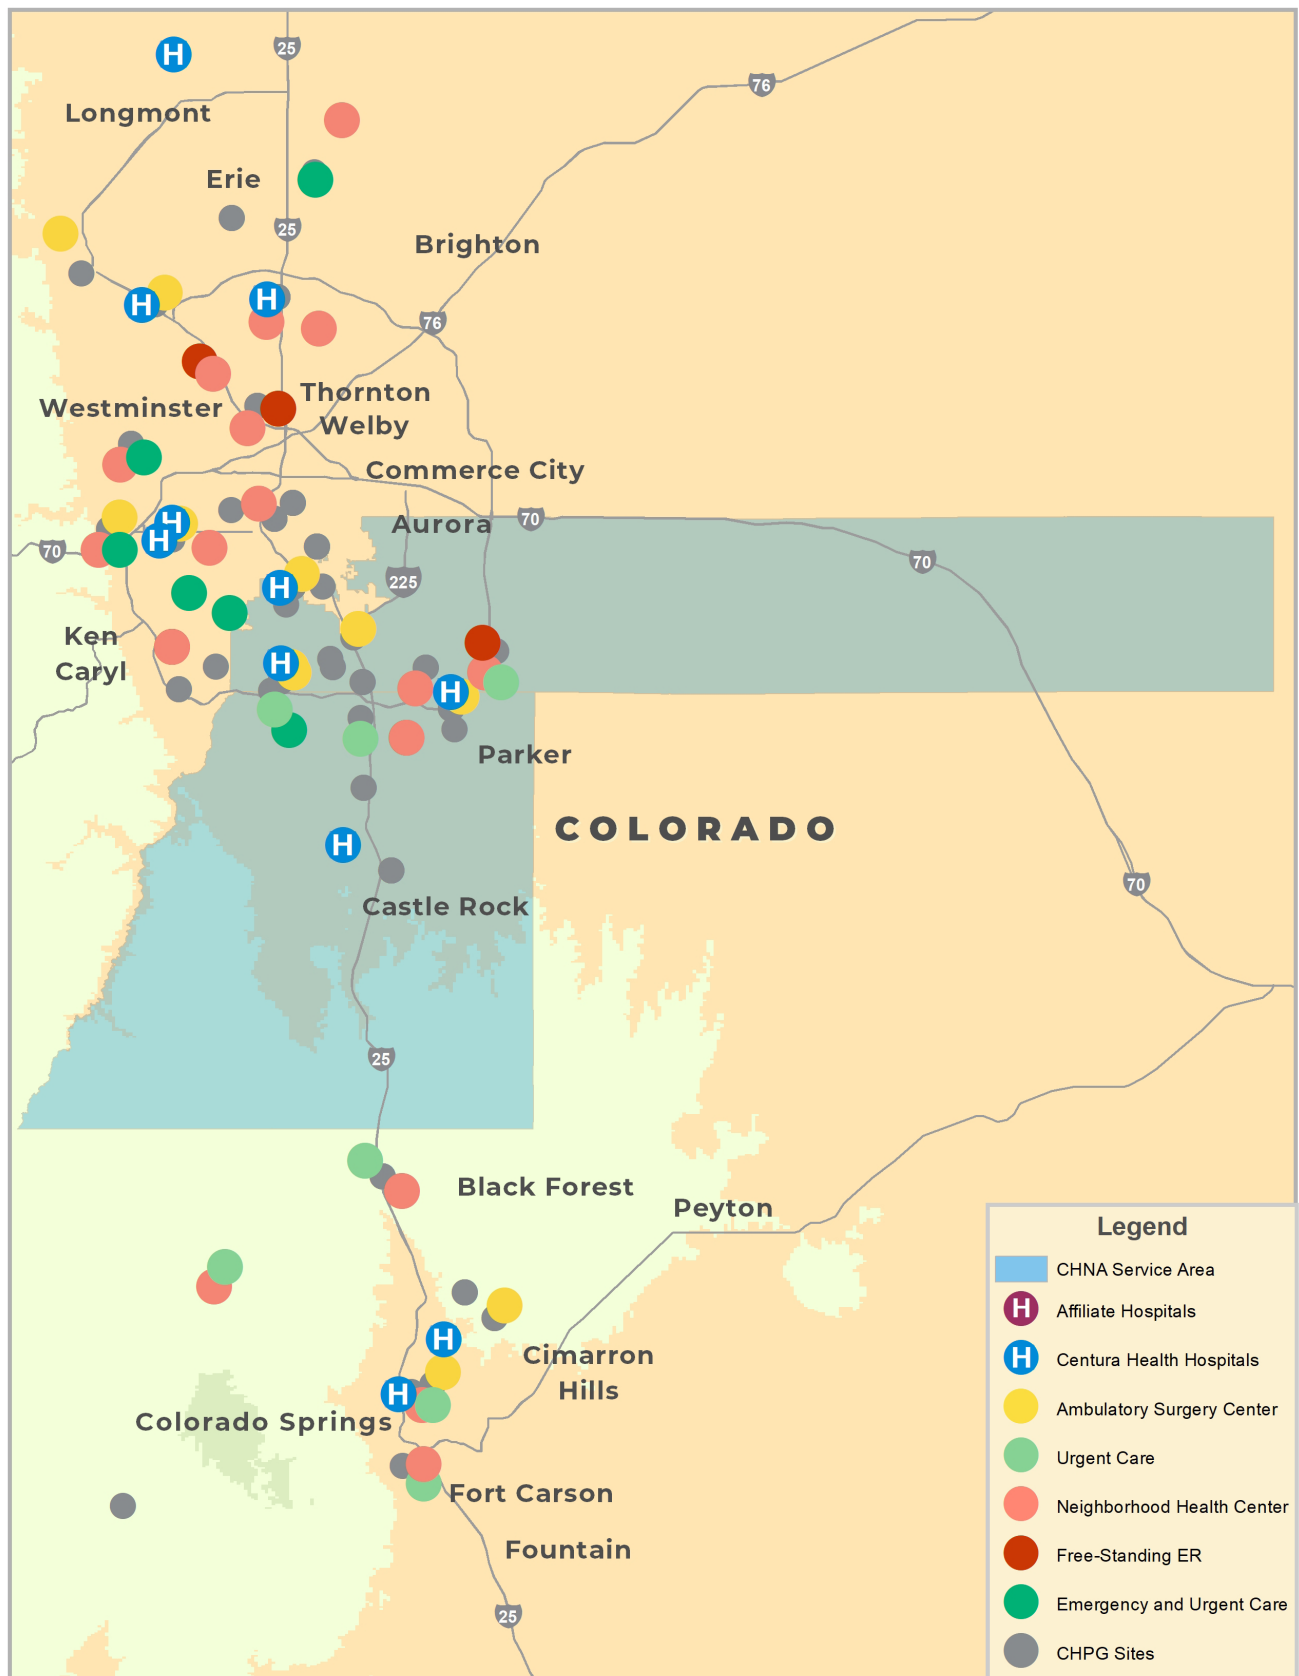 H
25
76
Longmont
Erie
25
Brighton
H
H
76
Thornton
Westminster
Welby
Commerce City
Aurora
70
H
H
70
70
225
H
Ken
Caryl
H
H
Parker
COLORADO
H
70
Castle Rock
25
Black Forest
Peyton
H
Cimarron
Hills
H
Colorado Springs
Fort Carson
Fountain
25
Legend
CHNA Service Area
H Affiliate Hospitals
H Centura Health Hospitals
Ambulatory Surgery Center
Urgent Care
Neighborhood Health Center
Free-Standing ER
Emergency and Urgent Care
CHPG Sites